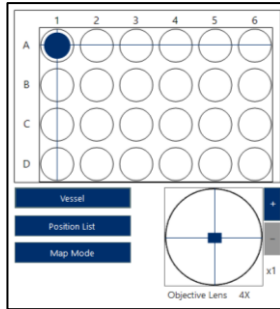 1 2 3 4 5 6
A
B
C
D
Vessel
Position List
Map Mode
+
−
x1
Objective Lens 4X